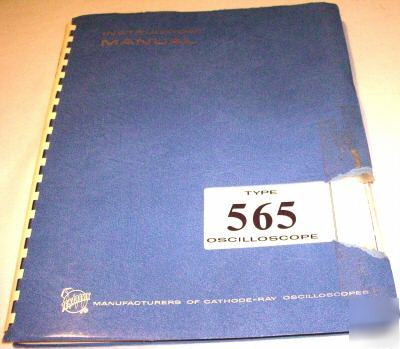 INSTRUCTION
MANUAL
TYPE
565
OSCILLOSCOPE
MANUFACTURERS OF CATHODE-RAY OSCILLOSCOPES